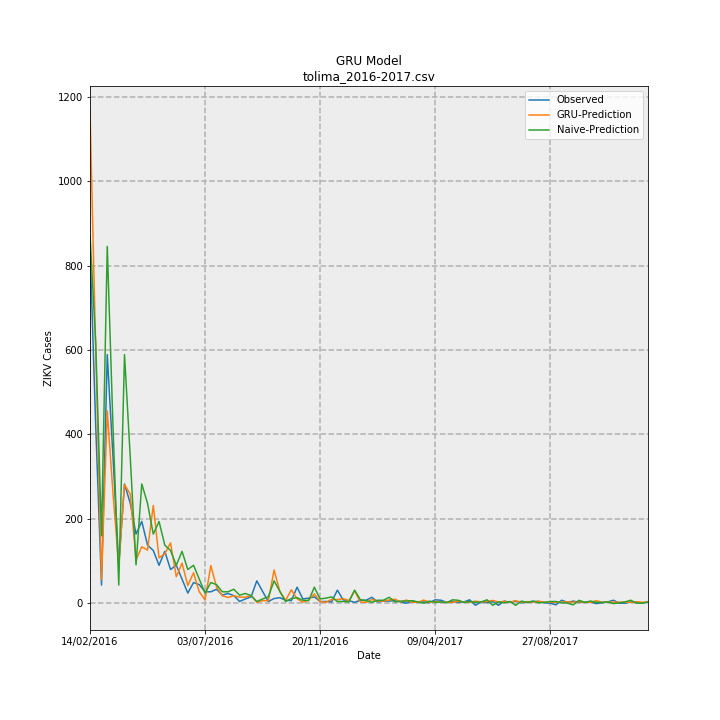 GRU Model
tolima_2016-2017.csv
Observed
GRU-Prediction
Naive-Prediction
1200
1000
800
600
400
200
0
ZIKV Cases
14/02/2016
03/07/2016
20/11/2016
09/04/2017
27/08/2017
Date